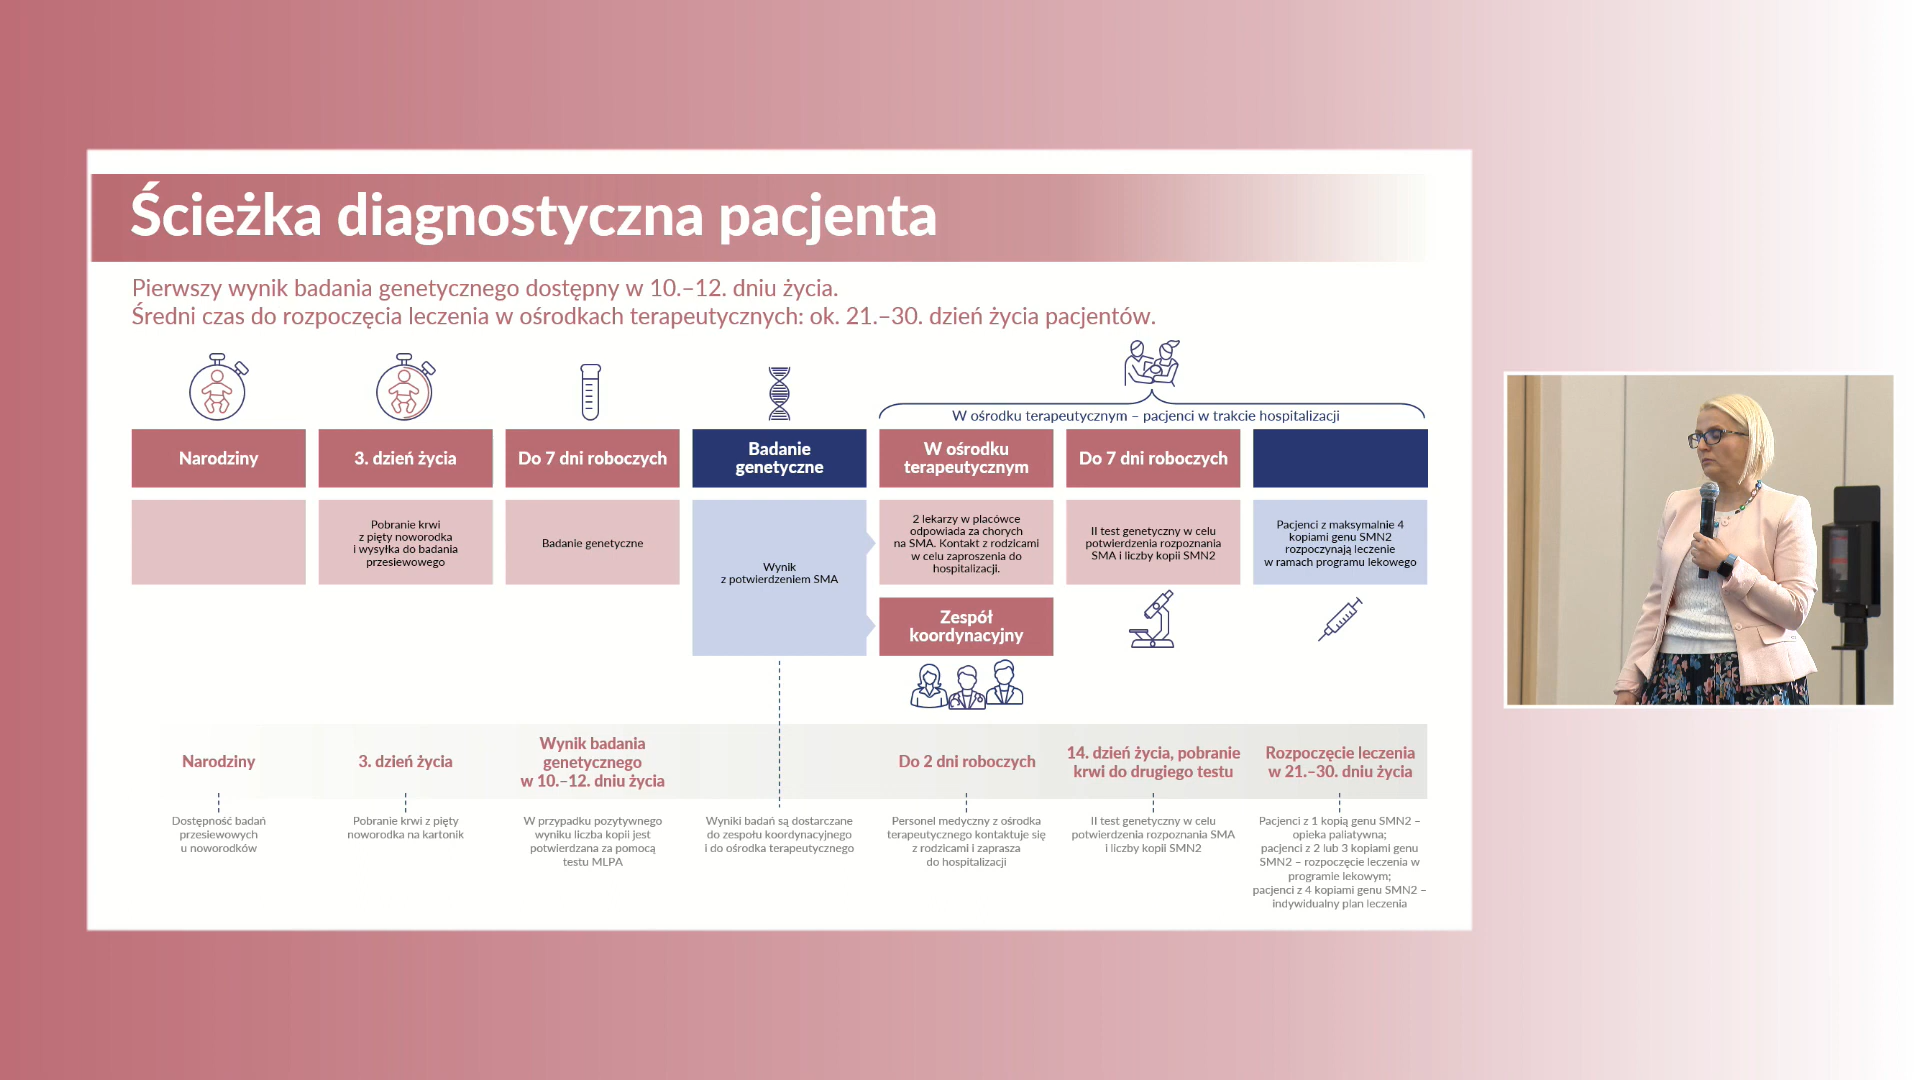 Ścieżka diagnostyczna pacjenta
Pierwszy wynik badania genetycznego dostępny w 10.–12. dniu życia.
Średni czas do rozpoczęcia leczenia w ośrodkach terapeutycznych: ok. 21.–30. dzień życia pacjentów.
W ośrodku terapeutycznym – pacjenci w trakcie hospitalizacji
Narodziny
3. dzień życia
Pobranie krwi
z pięty noworodka
i wysyłka do badania
przesiewowego
Do 7 dni roboczych
Badanie genetyczne
Badanie
genetyczne
Wynik
z potwierdzeniem SMA
W ośrodku
terapeutycznym
2 lekarzy w placówce
odpowiada za chorych
na SMA. Kontakt z rodzicami
w celu zaproszenia do
hospitalizacji.
Zespół
koordynacyjny
Do 7 dni roboczych
II test genetyczny w celu
potwierdzenia rozpoznania
SMA i liczby kopii SMN2
Pacjenci z maksymalnie 4
kopiami genu SMN2
rozpoczynają leczenie
w ramach programu lekowego
Narodziny
Dostępność badań
przesiewowych
u noworodków
3. dzień życia
Pobranie krwi z pięty
noworodka na kartonik
Wynik badania
genetycznego
w 10.–12. dniu życia
W przypadku pozytywnego
wyniku liczba kopii jest
potwierdzana za pomocą
testu MLPA
Wyniki badań są dostarczane
do zespołu koordynacyjnego
i do ośrodka terapeutycznego
Do 2 dni roboczych
Personel medyczny z ośrodka
terapeutycznego kontaktuje się
z rodzicami i zaprasza
do hospitalizacji
14. dzień życia, pobranie
krwi do drugiego testu
II test genetyczny w celu
potwierdzenia rozpoznania SMA
i liczby kopii SMN2
Rozpoczęcie leczenia
w 21.–30. dniu życia
Pacjenci z 1 kopią genu SMN2 –
opieka paliatywna;
pacjenci z 2 lub 3 kopiami genu
SMN2 – rozpoczęcie leczenia w
programie lekowym;
pacjenci z 4 kopiami genu SMN2 –
indywidualny plan leczenia